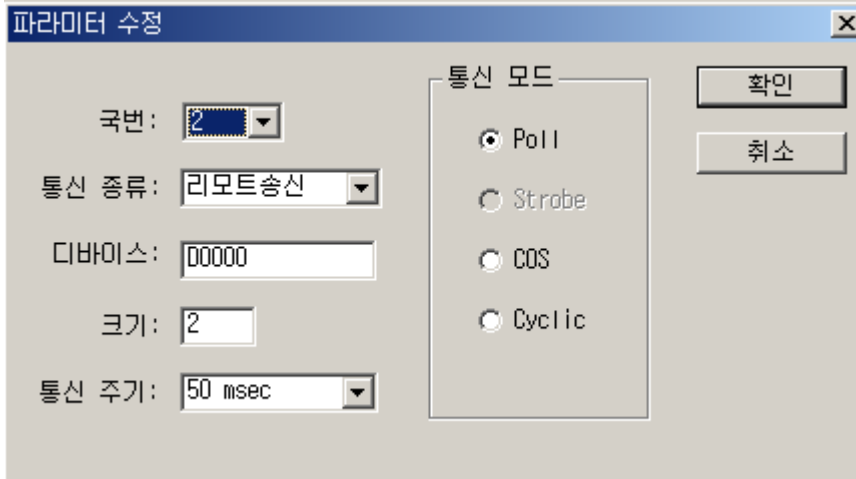 파라미터 수정
국번: 2
통신 종류: 리모트송신
디바이스: D0000
크기: 2
통신 주기: 50 msec
통신 모드
Poll
Strobe
COS
Cyclic
확인
취소